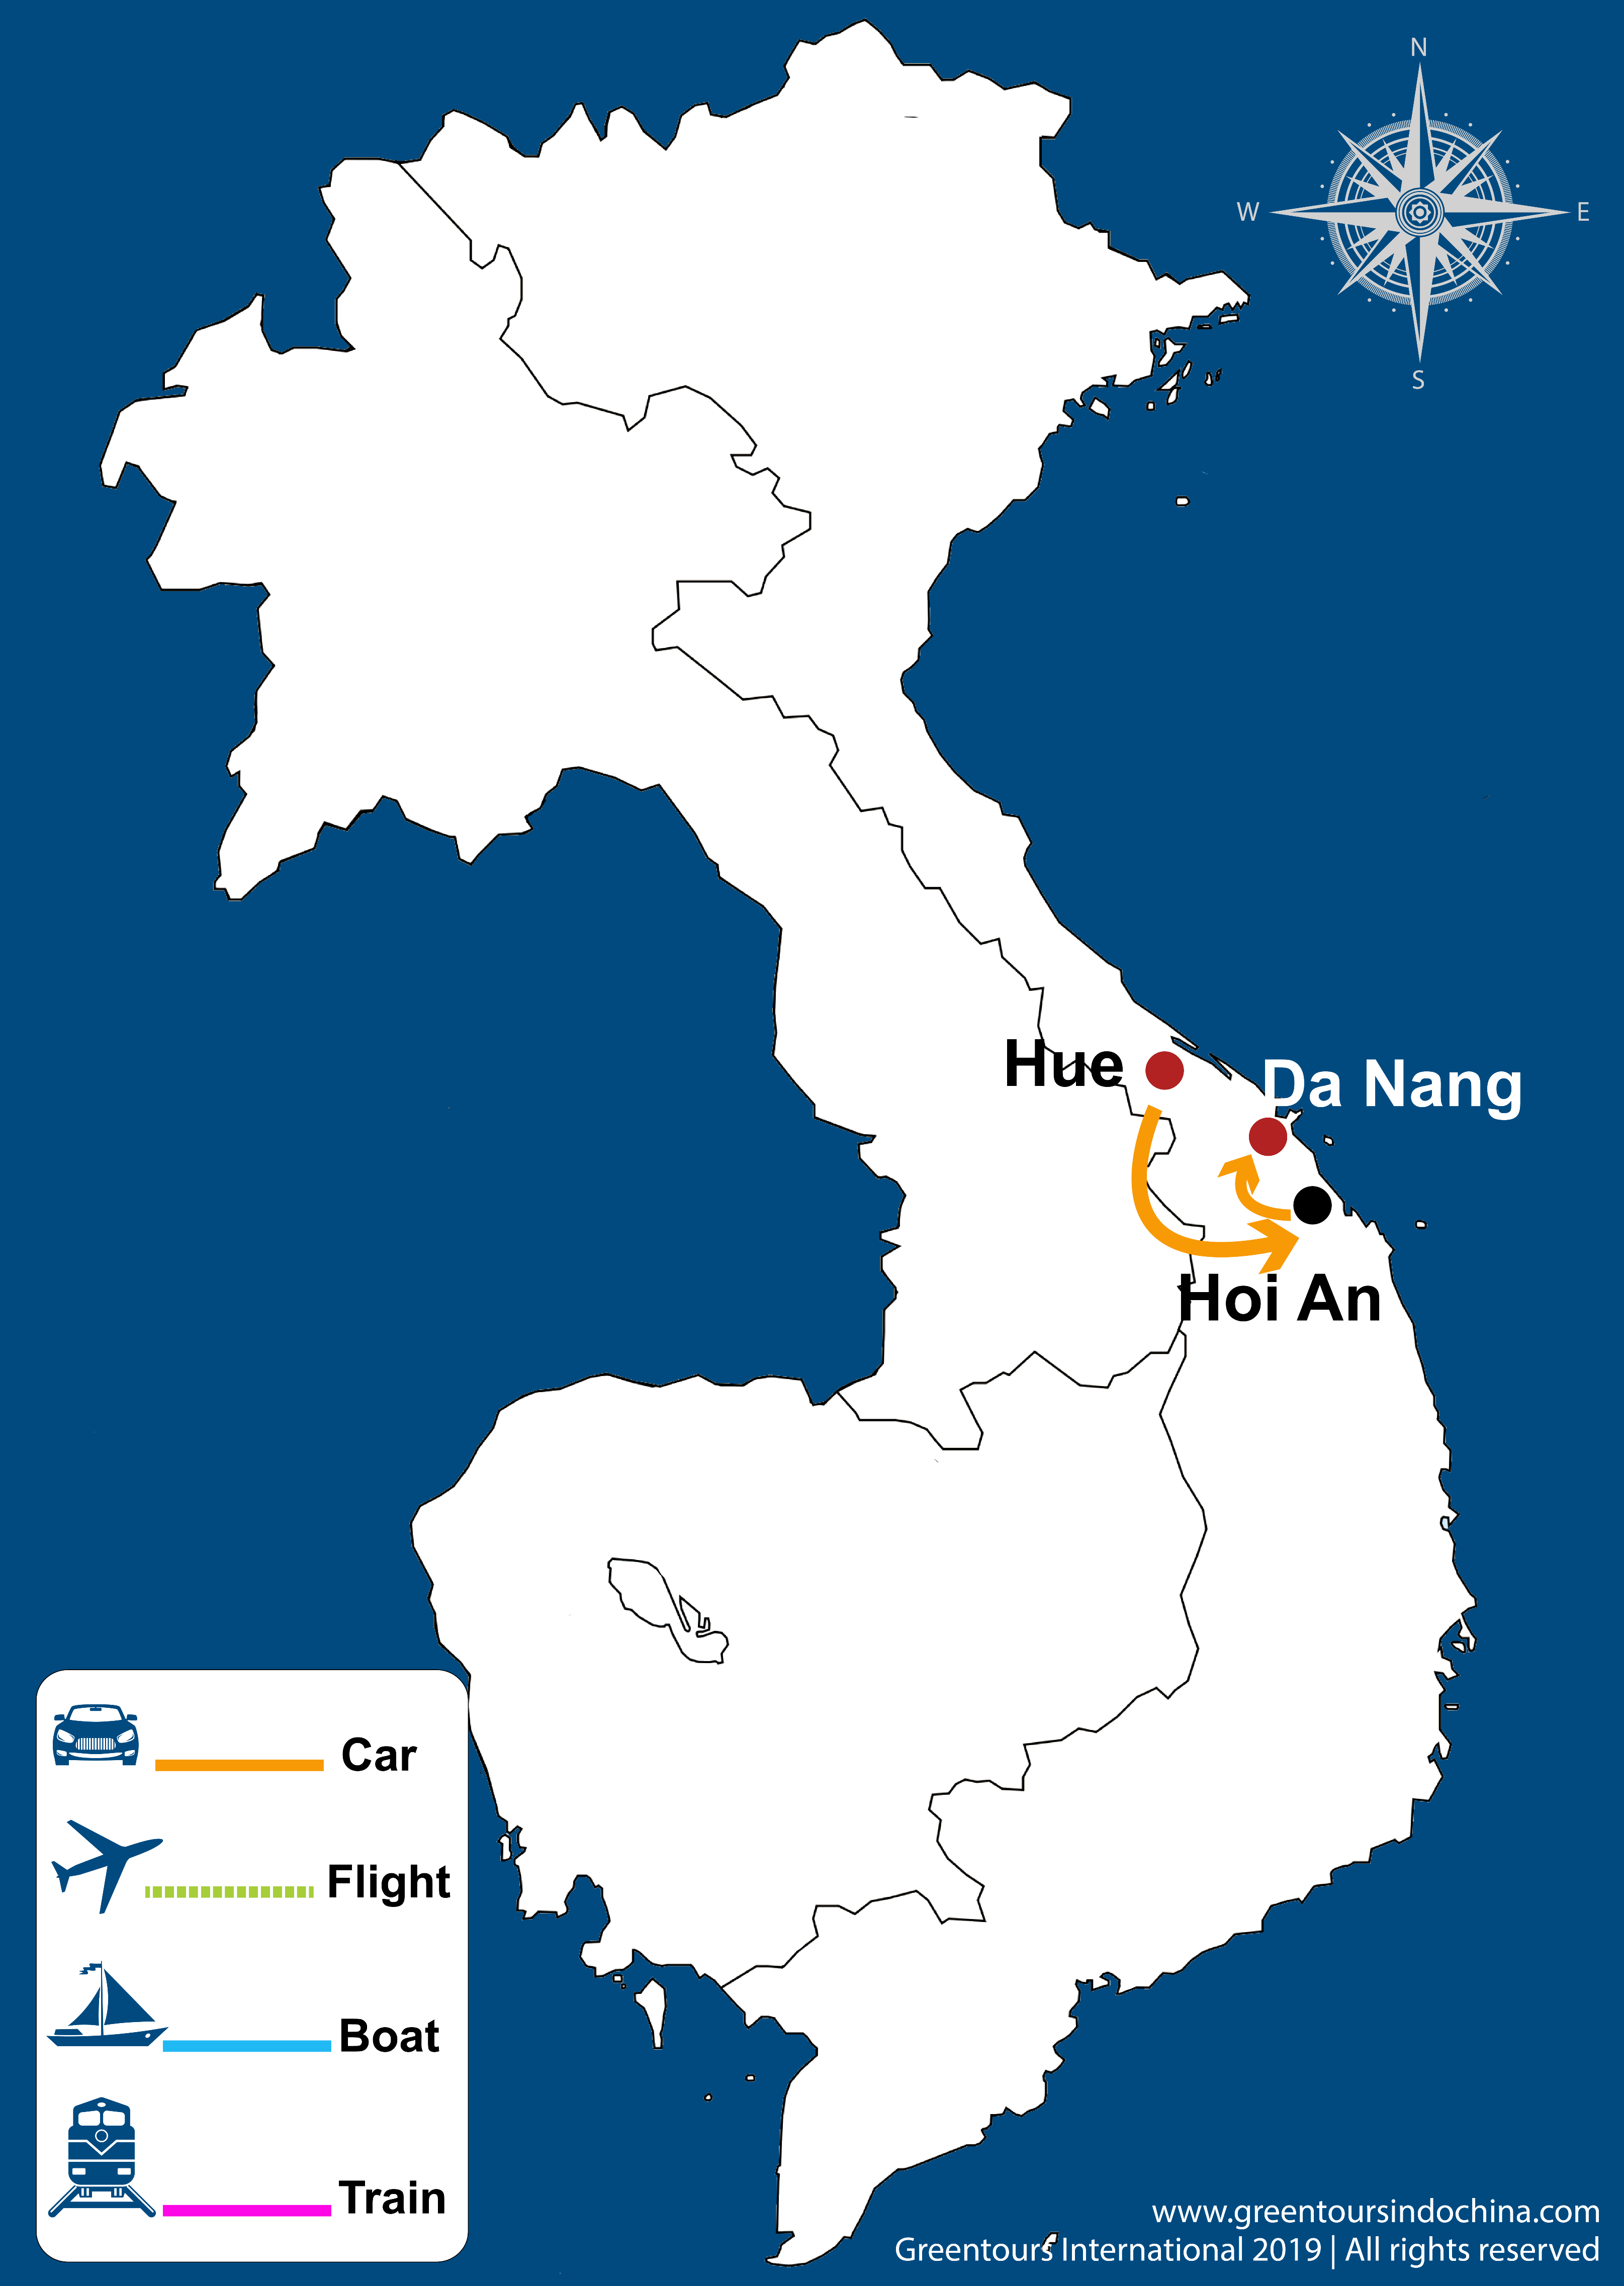 N
W
E
S
Hue
Da Nang
Hoi An
Car
Flight
Boat
Train
www.greentoursindochina.com
Greentours International 2019 | All rights reserved